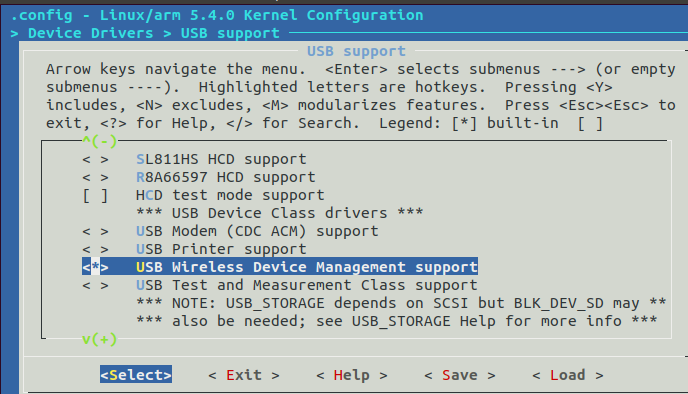 .config - Linux/arm 5.4.0 Kernel Configuration
> Device Drivers > USB support
USB support
Arrow keys navigate the menu.  <Enter> selects submenus ---> (or empty
submenus ----).  Highlighted letters are hotkeys.  Pressing <Y>
includes, <N> excludes, <M> modularizes features.  Press <Esc><Esc> to
exit, <?> for Help, </> for Search.  Legend: [*] built-in  [ ]
^(-)
< >   SL811HS HCD support
< >   R8A66597 HCD support
[ ]   HCD test mode support
*** USB Device Class drivers ***
< >   USB Modem (CDC ACM) support
< >   USB Printer support
<*>   USB Wireless Device Management support
< >   USB Test and Measurement Class support
*** NOTE: USB_STORAGE depends on SCSI but BLK_DEV_SD may **
*** also be needed; see USB_STORAGE Help for more info ***
v(+)
<Select>    < Exit >    < Help >    < Save >    < Load >